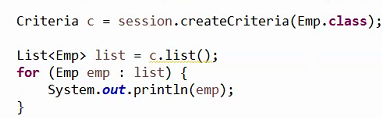 Criteria c = session.createCriteria(Emp.class);
List<Emp> list = c.list();
for (Emp emp : list) {
    System.out.println(emp);
}